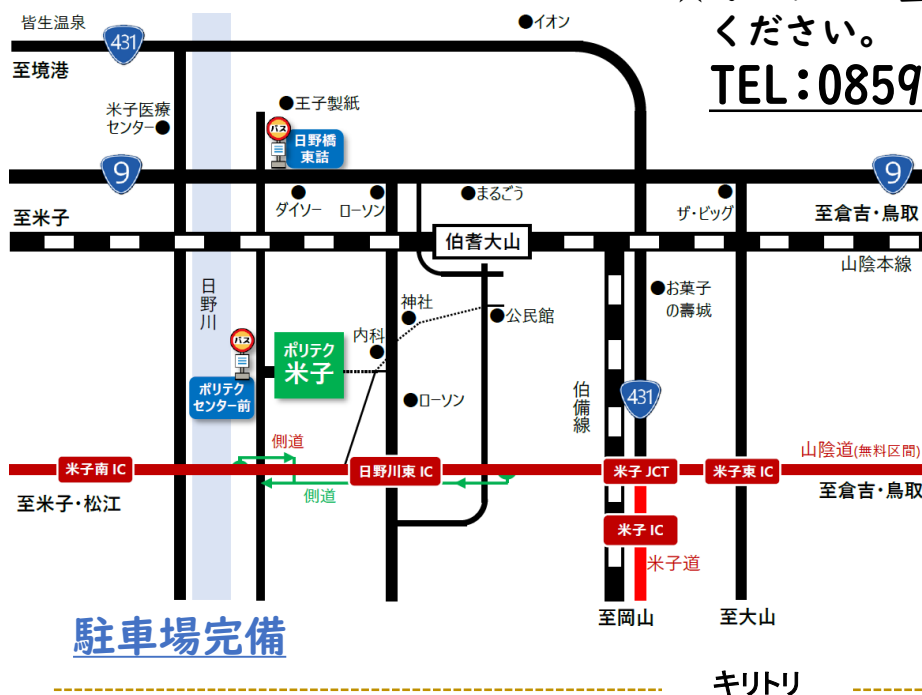 皆生温泉
431
●イオン
ください。
至境港
TEL:0859
米子医療
センター●
●王子製紙
バス
日野橋
東詰
9
9
ダイソー
ローソン
●まるごう
ザ・ビッグ
至米子
至倉吉・鳥取
伯耆大山
山陰本線
日野川
●お菓子
の壽城
神社
●公民館
バス
内科
ポリテク
米子
ポリテク
センター前
●ローソン
伯備線
431
側道
山陰道(無料区間)
米子南 IC
日野川東 IC
米子 JCT
米子東 IC
至米子・松江
側道
至倉吉・鳥取
米子 IC
米子道
至岡山
至大山
駐車場完備
キリトリ